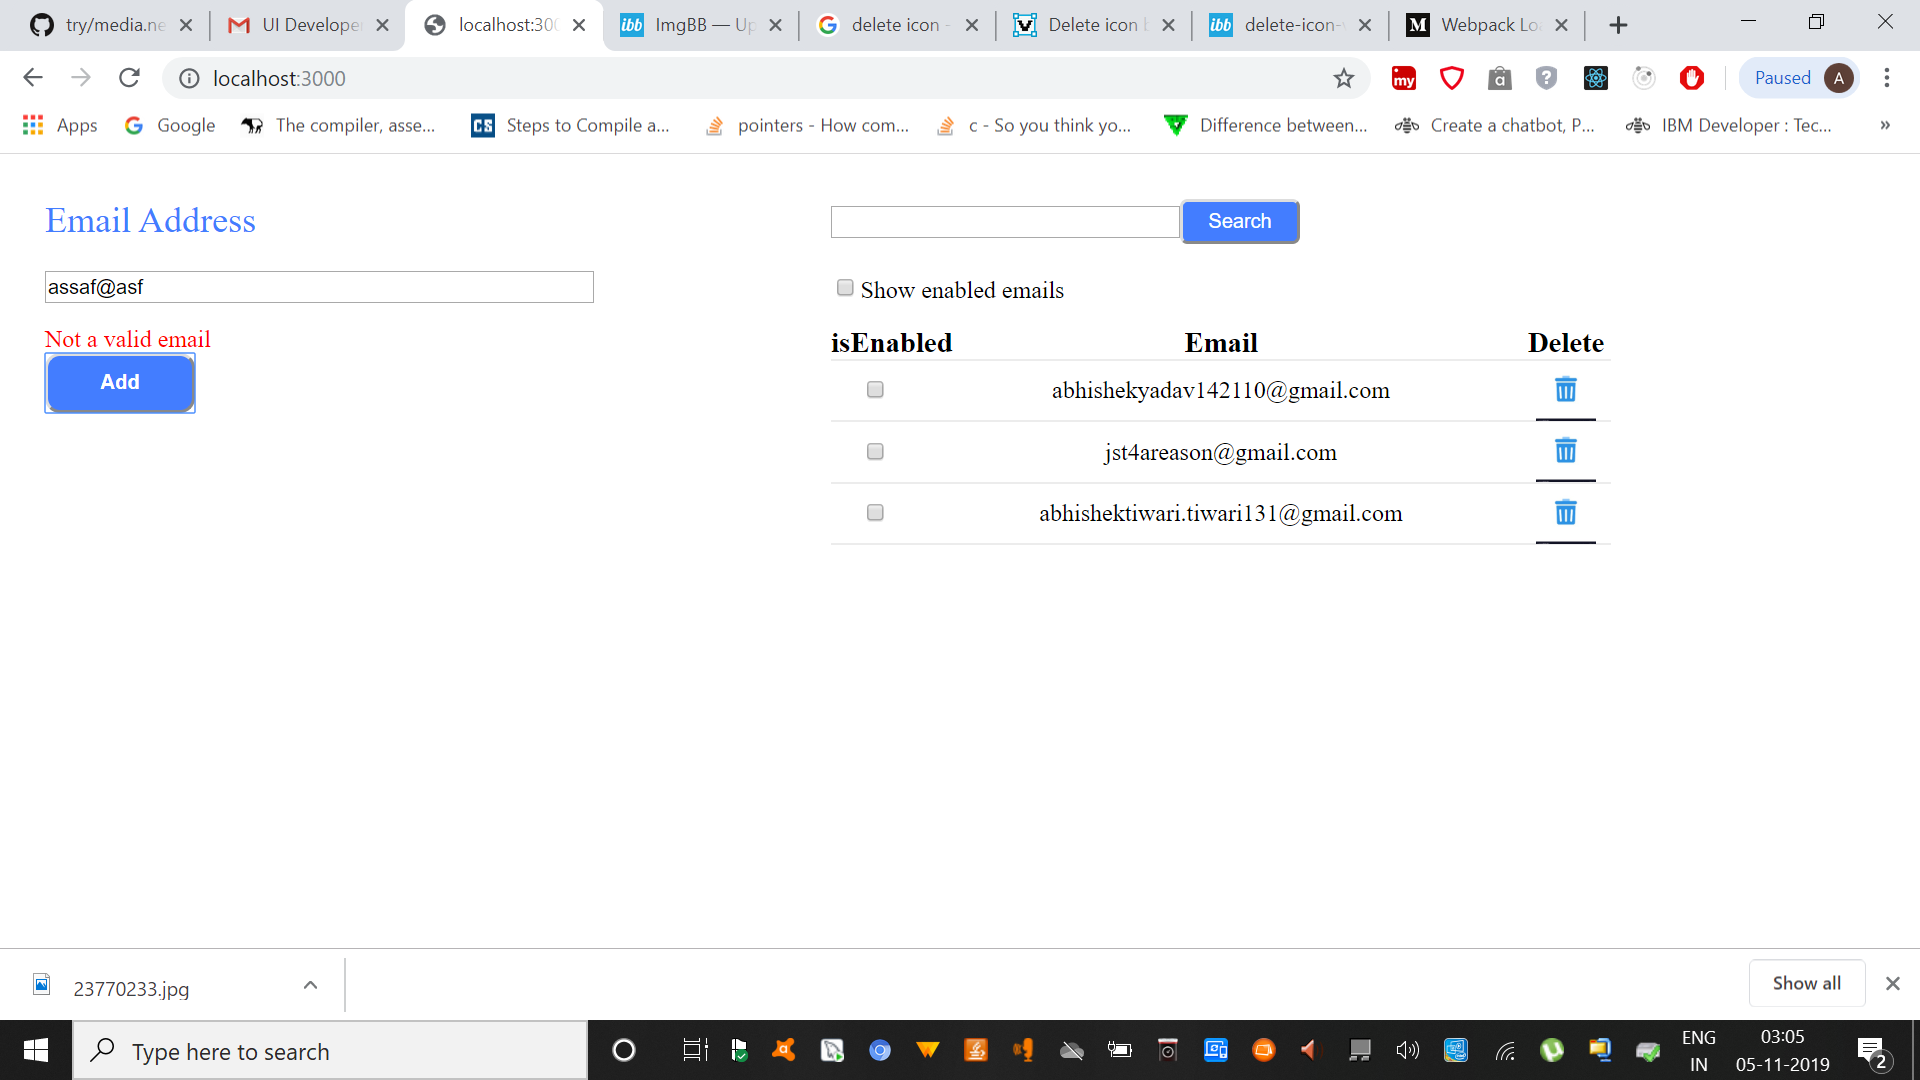 try/media.ne
UI Develope
localhost:300
ImgBB — Up
delete icon -
Delete icon b
delete-icon-v
Webpack Lo
localhost:3000
Paused
A
Apps
Google
The compiler, asse...
Steps to Compile a...
pointers - How com...
c - So you think yo...
Difference between...
Create a chatbot, P...
IBM Developer : Tec...
»
Email Address
assaf@asf
Not a valid email
Add
Search
Show enabled emails
isEnabled Email Delete
abhishekyadav142110@gmail.com
jst4areason@gmail.com
abhishektiwari.tiwari131@gmail.com
23770233.jpg
Show all
Type here to search
ENG
IN
03:05
05-11-2019
2